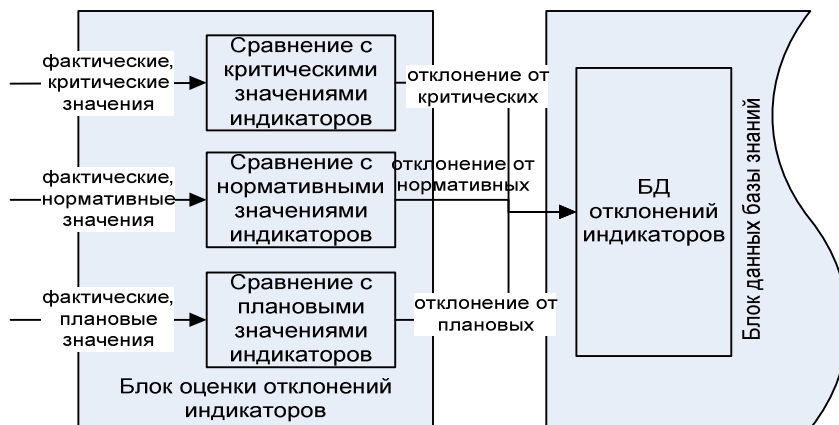 фактические,
критические
значения
Сравнение с
критическими
значениями
индикаторов
отклонение от
критических
фактические,
нормативные
значения
Сравнение с
нормативными
значениями
индикаторов
отклонение от
нормативных
фактические,
плановые
значения
Сравнение с
плановыми
значениями
индикаторов
отклонение от
плановых
Блок оценки отклонений
индикаторов
БД
отклонений
индикаторов
Блок данных базы знаний